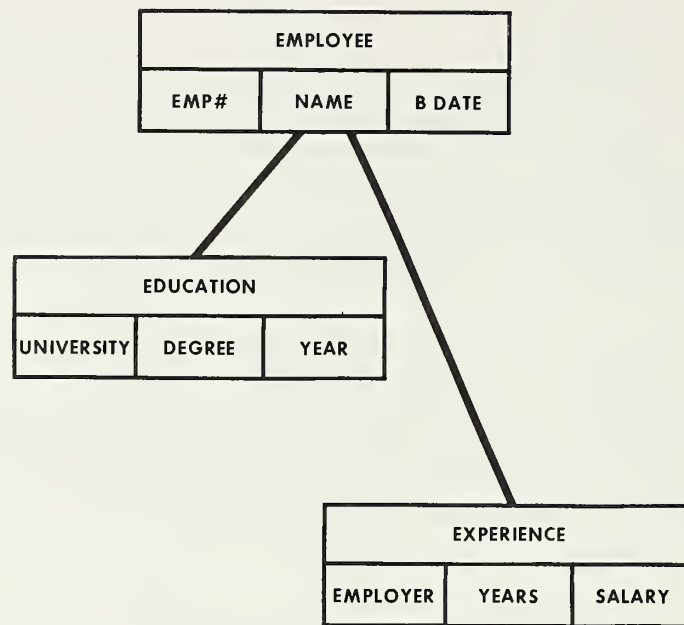 EMPLOYEE
EMP# NAME B DATE
EDUCATION
UNIVERSITY DEGREE YEAR
EXPERIENCE
EMPLOYER YEARS SALARY